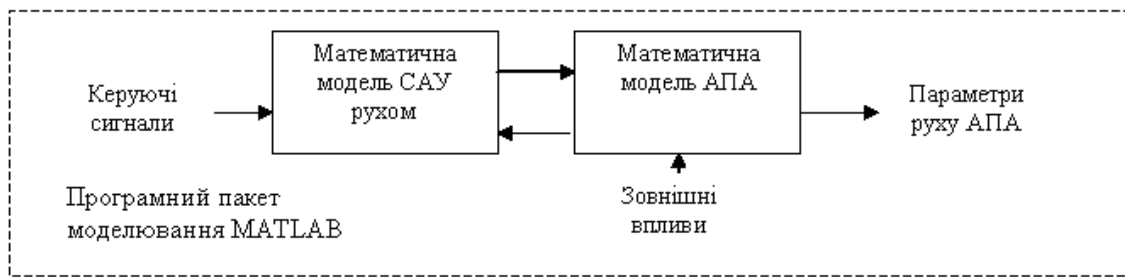 Керуючі
сигнали
Математична
модель САУ
рухом
Математична
модель АПА
Параметри
руху АПА
Зовнішні
впливи
Програмний пакет
моделювання MATLAB